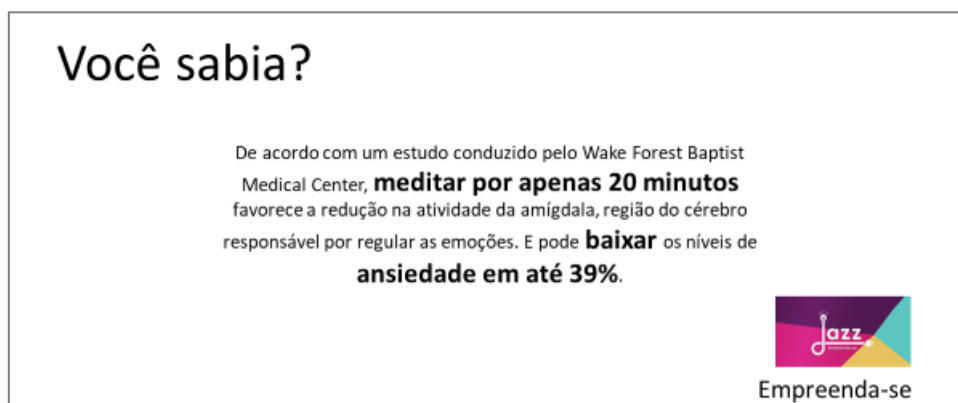 Você sabia?
De acordo com um estudo conduzido pelo Wake Forest Baptist
Medical Center, meditar por apenas 20 minutos
favorece a redução na atividade da amígdala, região do cérebro
responsável por regular as emoções. E pode baixar os níveis de
ansiedade em até 39%.
jazz
Empreenda-se